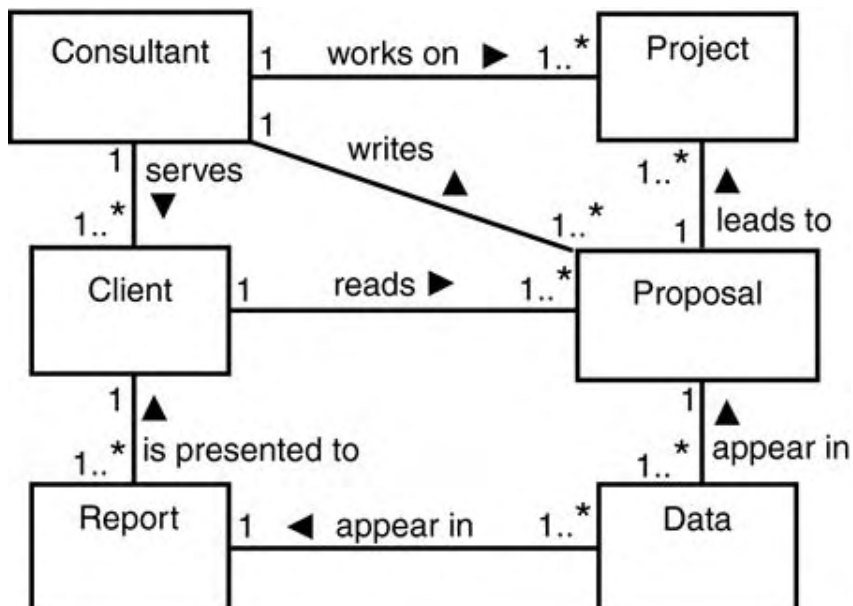 Consultant
1 works on ► 1..*
Project
1
serves
▼
1..*
1
writes
▲
1..*
1..*
▲
leads to
1
Client
1 reads ► 1..*
Proposal
1
▲
is presented to
1..*
1
▲
appear in
1..*
Report
1 ◄ appear in 1..*
Data